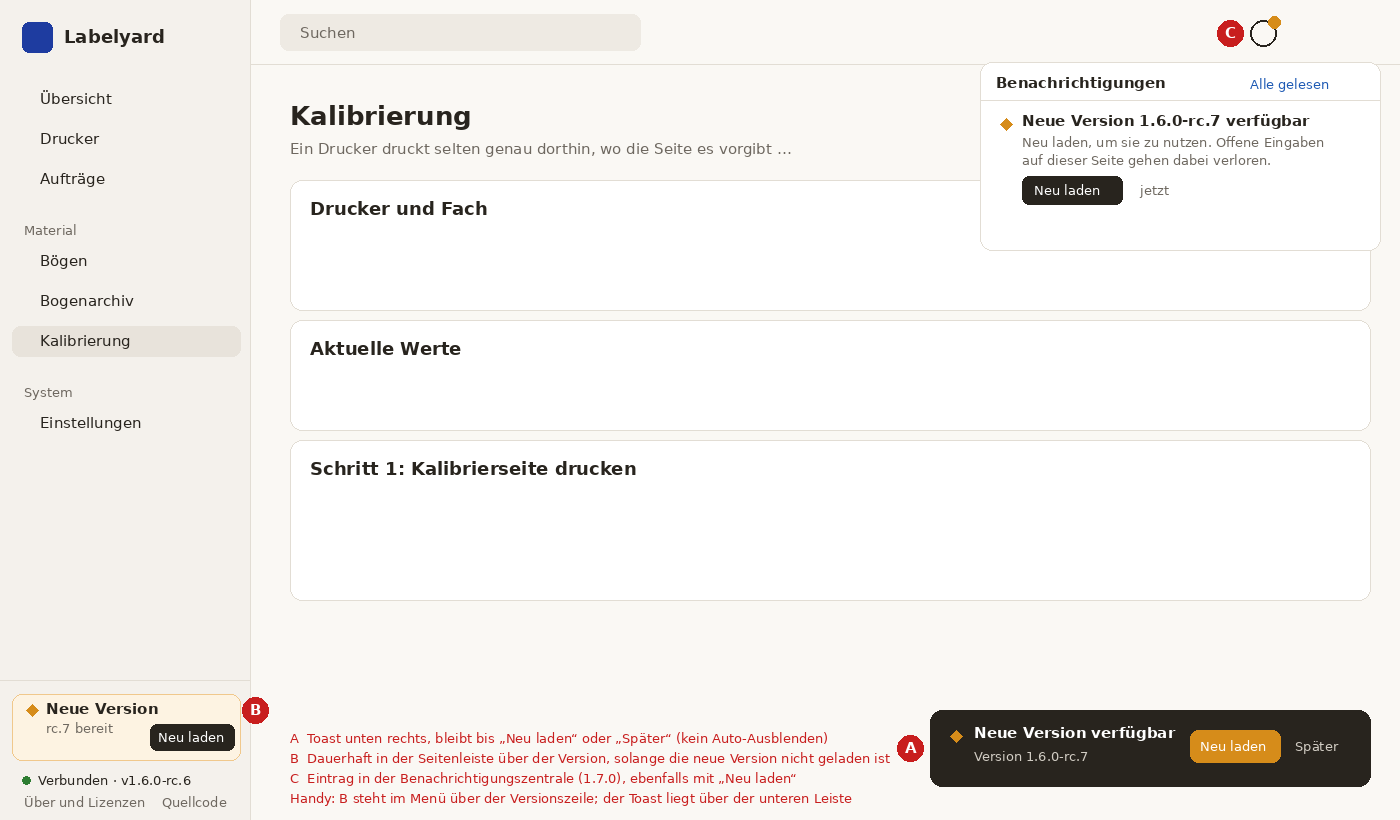 Labelyard
Suchen
C
Übersicht
Drucker
Aufträge
Material
Bögen
Bogenarchiv
Kalibrierung
System
Einstellungen
Kalibrierung
Ein Drucker druckt selten genau dorthin, wo die Seite es vorgibt ...
Drucker und Fach
Aktuelle Werte
Schritt 1: Kalibrierseite drucken
Benachrichtigungen
Alle gelesen
Neue Version 1.6.0-rc.7 verfügbar
Neu laden, um sie zu nutzen. Offene Eingaben
auf dieser Seite gehen dabei verloren.
Neu laden
jetzt
Neue Version
rc.7 bereit
Neu laden
B
Verbunden · v1.6.0-rc.6
Über und Lizenzen
Quellcode
A Toast unten rechts, bleibt bis „Neu laden“ oder „Später“ (kein Auto-Ausblenden)
B Dauerhaft in der Seitenleiste über der Version, solange die neue Version nicht geladen ist
C Eintrag in der Benachrichtigungszentrale (1.7.0), ebenfalls mit „Neu laden“
Handy: B steht im Menü über der Versionszeile; der Toast liegt über der unteren Leiste
A
Neue Version verfügbar
Version 1.6.0-rc.7
Neu laden
Später